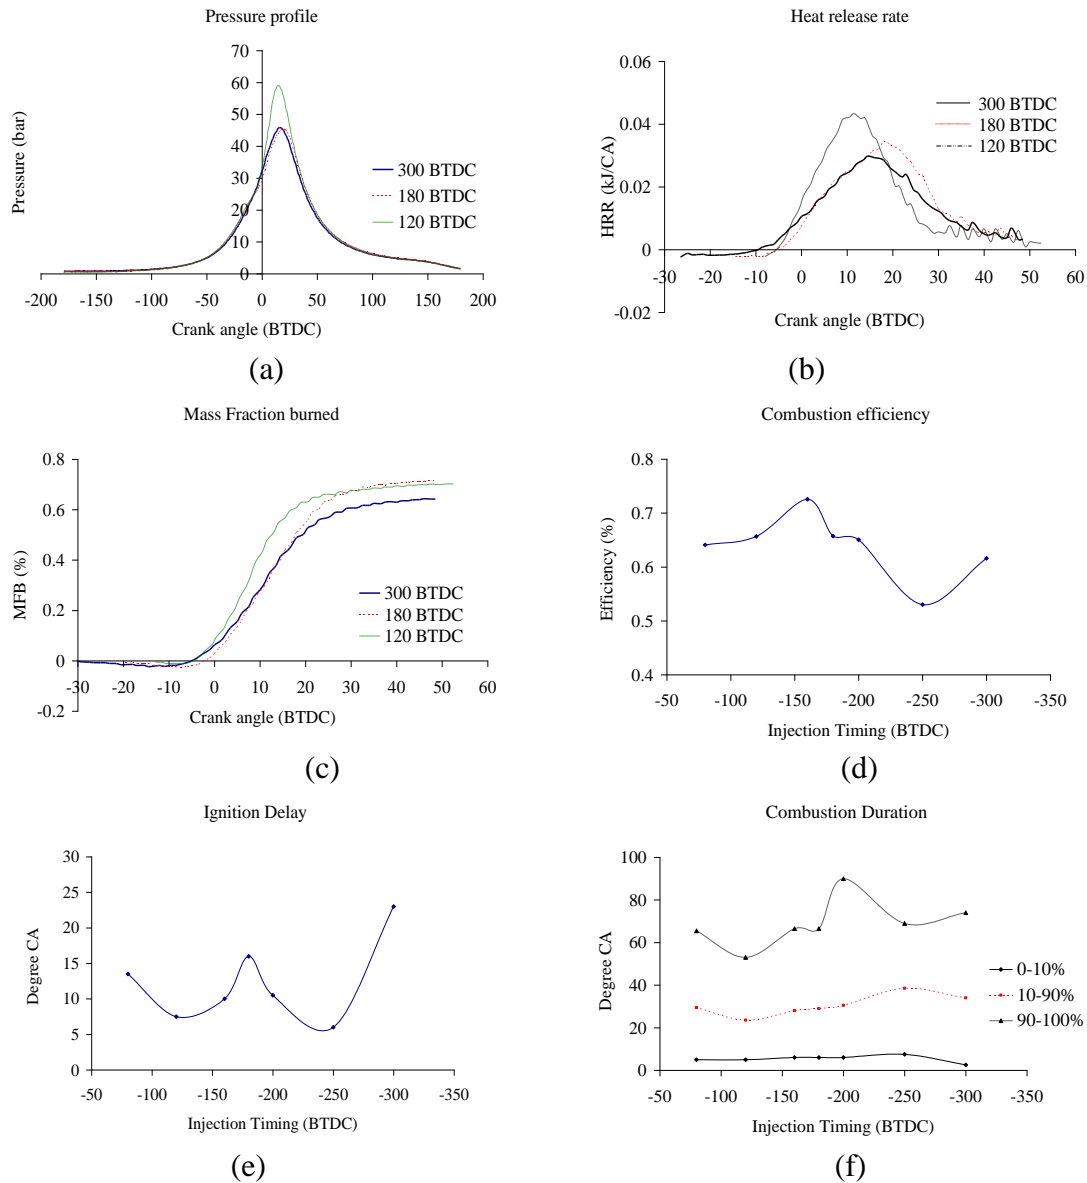 Pressure profile
70
60
50
40
30
20
10
0
-200 -150 -100 -50 0 50 100 150 200
Pressure (bar)
Crank angle (BTDC)
300 BTDC
180 BTDC
120 BTDC
(a)
Heat release rate
0.06
0.04
0.02
0
-0.02
-30 -20 -10 0 10 20 30 40 50 60
HRR (kJ/CA)
Crank angle (BTDC)
300 BTDC
180 BTDC
120 BTDC
(b)
Mass Fraction burned
0.8
0.6
0.4
0.2
0
-0.2
-30 -20 -10 0 10 20 30 40 50 60
MFB (%)
Crank angle (BTDC)
300 BTDC
180 BTDC
120 BTDC
(c)
Combustion efficiency
0.8
0.7
0.6
0.5
0.4
-50 -100 -150 -200 -250 -300 -350
Efficiency (%)
Injection Timing (BTDC)
(d)
Ignition Delay
30
25
20
15
10
5
0
-50 -100 -150 -200 -250 -300 -350
Degree CA
Injection Timing (BTDC)
(e)
Combustion Duration
100
80
60
40
20
0
-50 -100 -150 -200 -250 -300 -350
Degree CA
Injection Timing (BTDC)
0-10%
10-90%
90-100%
(f)